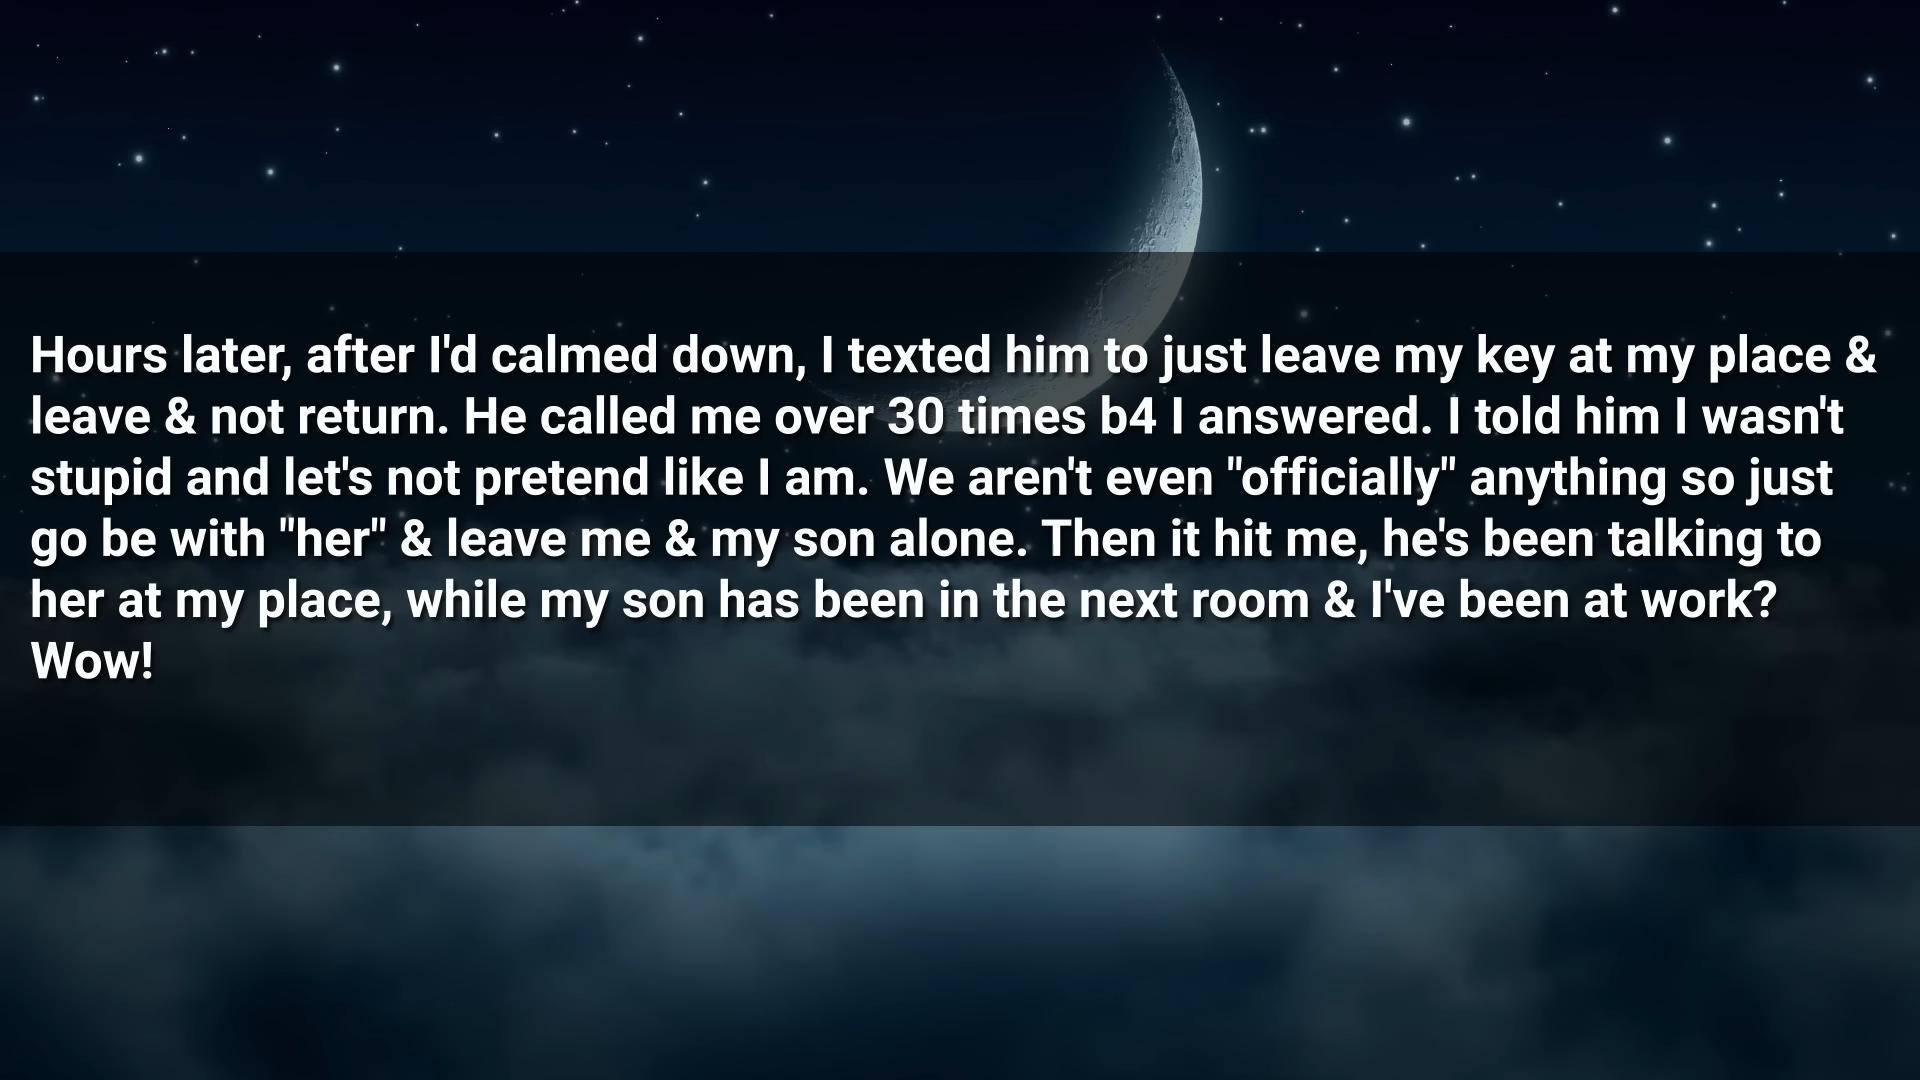 Hours later, after I'd calmed down, I texted him to just leave my key at my place &
leave & not return. He called me over 30 times b4 I answered. I told him I wasn't
stupid and let's not pretend like I am. We aren't even "officially" anything so just
go be with "her" & leave me & my son alone. Then it hit me, he's been talking to
her at my place, while my son has been in the next room & I've been at work?
Wow!